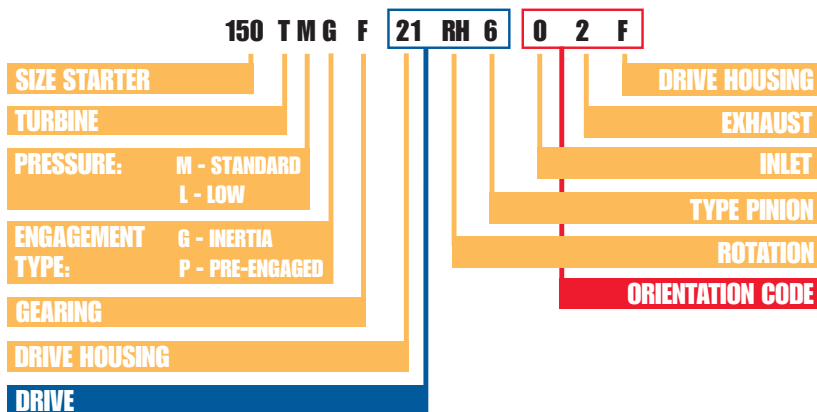 150 T M G F 21 RH 6 0 2 F
SIZE STARTER
DRIVE HOUSING
TURBINE
EXHAUST
PRESSURE: M - STANDARD
L - LOW
INLET
TYPE PINION
ENGAGEMENT G - INERTIA
TYPE: P - PRE-ENGAGED
ROTATION
ORIENTATION CODE
GEARING
DRIVE HOUSING
DRIVE